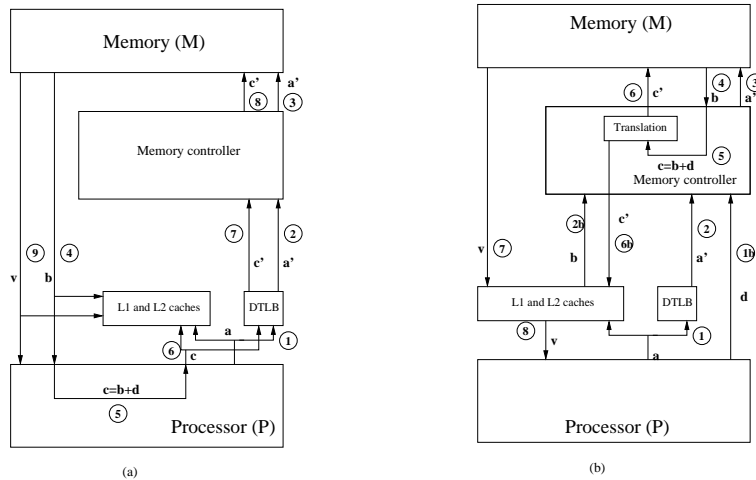 Memory (M)
c'
a'
8
3
Memory controller
7
2
9
4
c'
a'
v
b
L1 and L2 caches
DTLB
a
6
1
c
c=b+d
5
Processor (P)
(a)
Memory (M)
6
c'
4
b
3
a'
Translation
5
c=b+d
Memory controller
2b
c'
2
v
7
6b
1b
b
a'
d
L1 and L2 caches
DTLB
8
v
1
a
Processor (P)
(b)